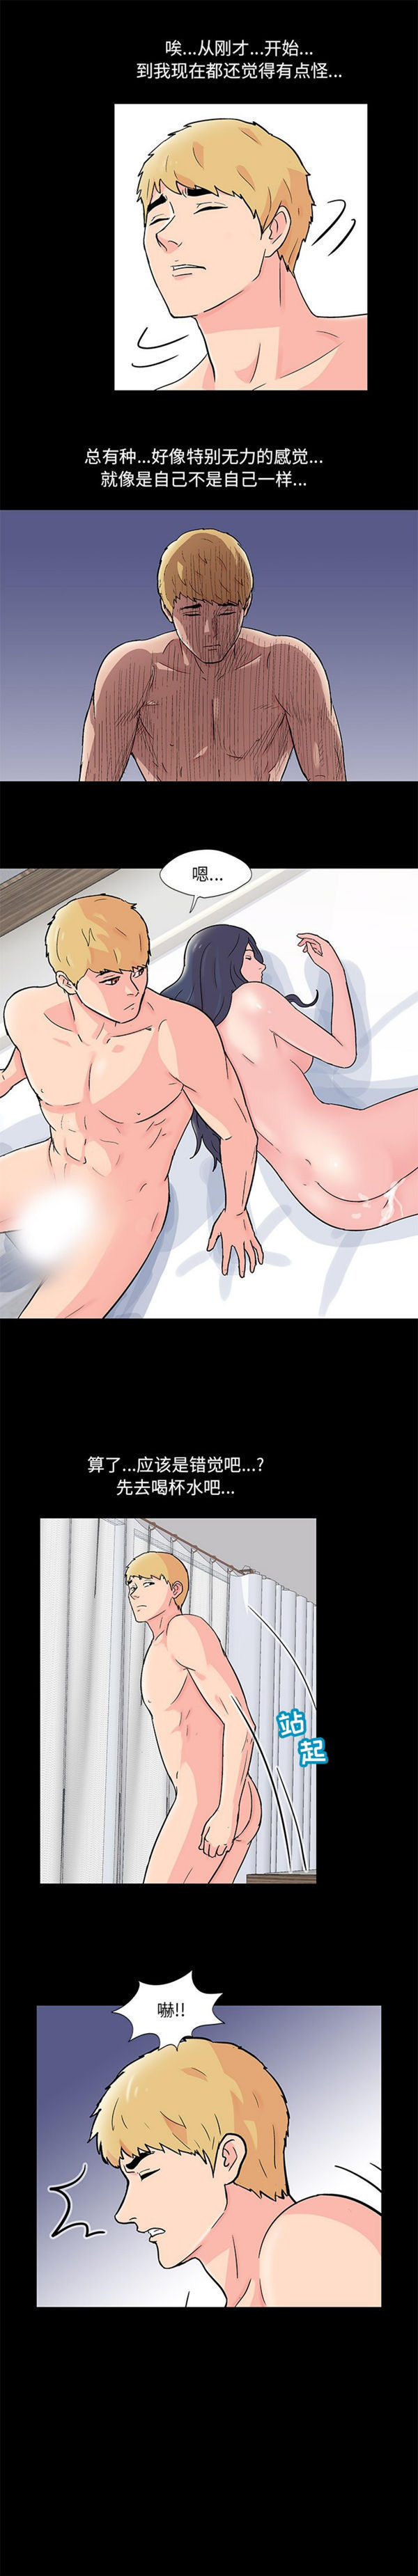 唉...从刚才...开始...
到我现在都还觉得有点怪...
总有种...好像特别无力的感觉...
就像是自己不是自己一样...
嗯...
算了...应该是错觉吧...?
先去喝杯水吧...
站
起
嚇!!